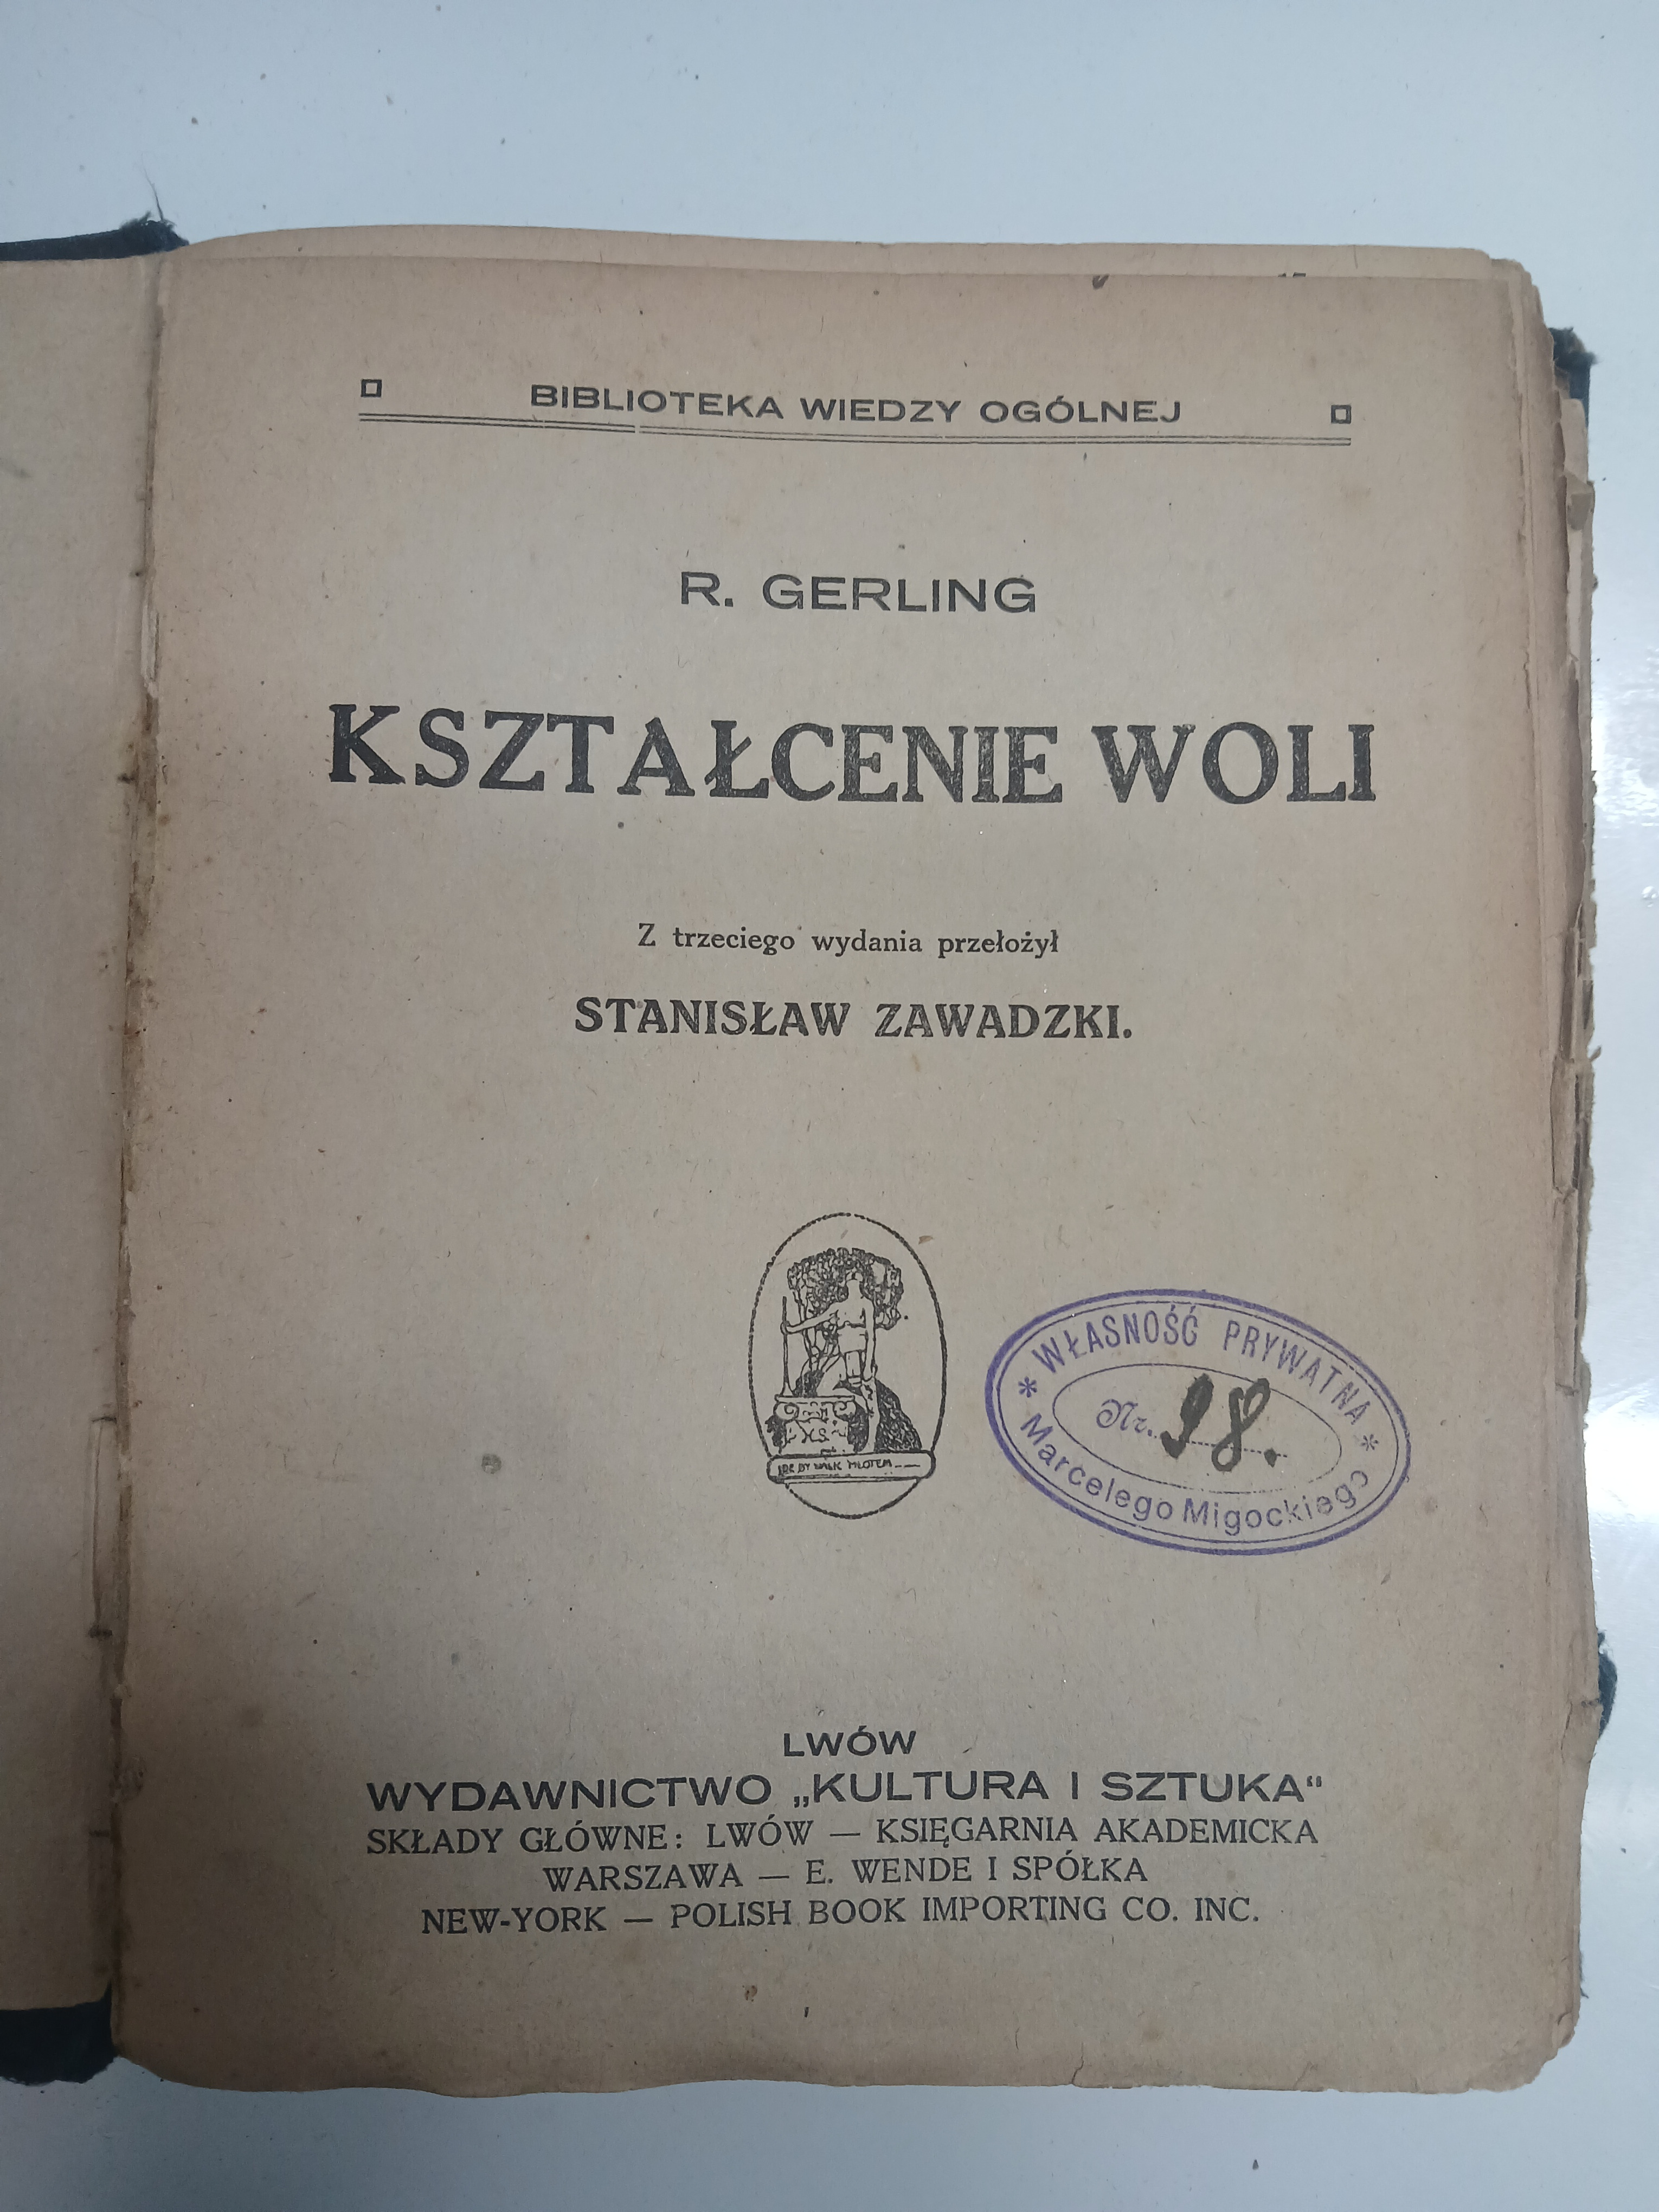 BIBLIOTEKA WIEDZY OGÓLNEJ
R. GERLING
KSZTAŁCENIE WOLI
Z trzeciego wydania przełożył
STANISŁAW ZAWADZKI.
WŁASNOŚĆ PRYWATNA
Nr. 98.
Marcelego Migockiego
LWÓW
WYDAWNICTWO „KULTURA I SZTUKA“
SKŁADY GŁÓWNE: LWÓW — KSIĘGARNIA AKADEMICKA
WARSZAWA — E. WENDE I SPÓŁKA
NEW-YORK — POLISH BOOK IMPORTING CO. INC.